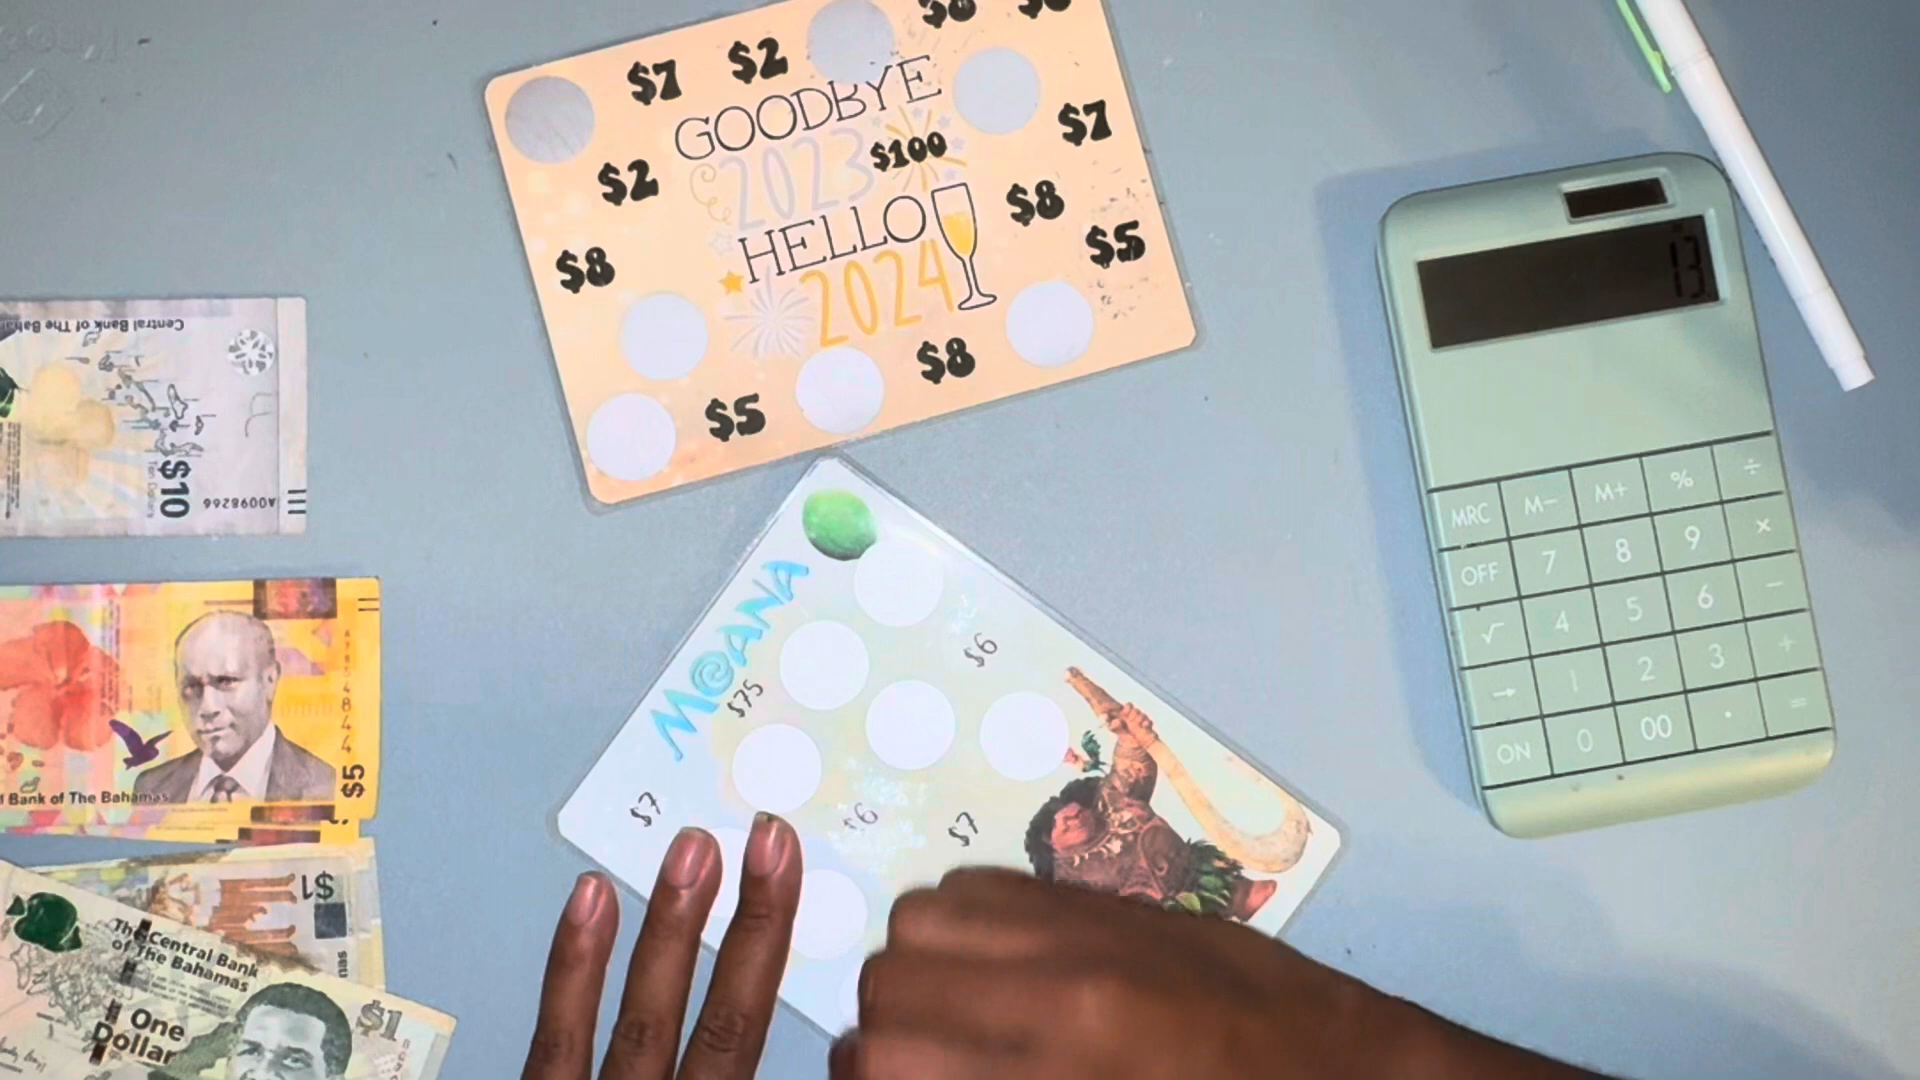 $8 $8
$7 $2
GOODBYE
2023
$100
$7
$2
HELLO
$8
$5
$8
2024
$8
$5
Central Bank of The Baha
$10
Ten Dollars
A0098266
$5
f Bank of The Bahamas
$1
The Central Bank
of The Bahamas
One
Dollar
$1
MOANA
$75
$6
$7
$6
$7
13
MRC M- M+ % ÷
OFF 7 8 9 ×
√ 4 5 6 −
→ 1 2 3 +
ON 0 00 · =